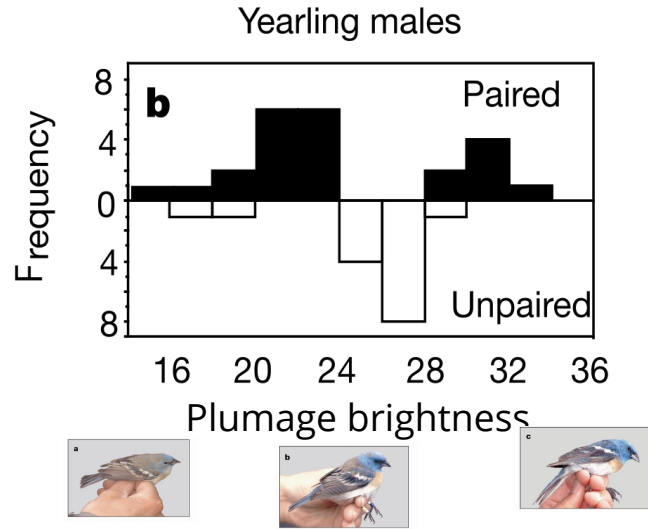 Yearling males
8
b
Paired
4
0
Frequency
4
Unpaired
8
16 20 24 28 32 36
Plumage brightness
a
b
c